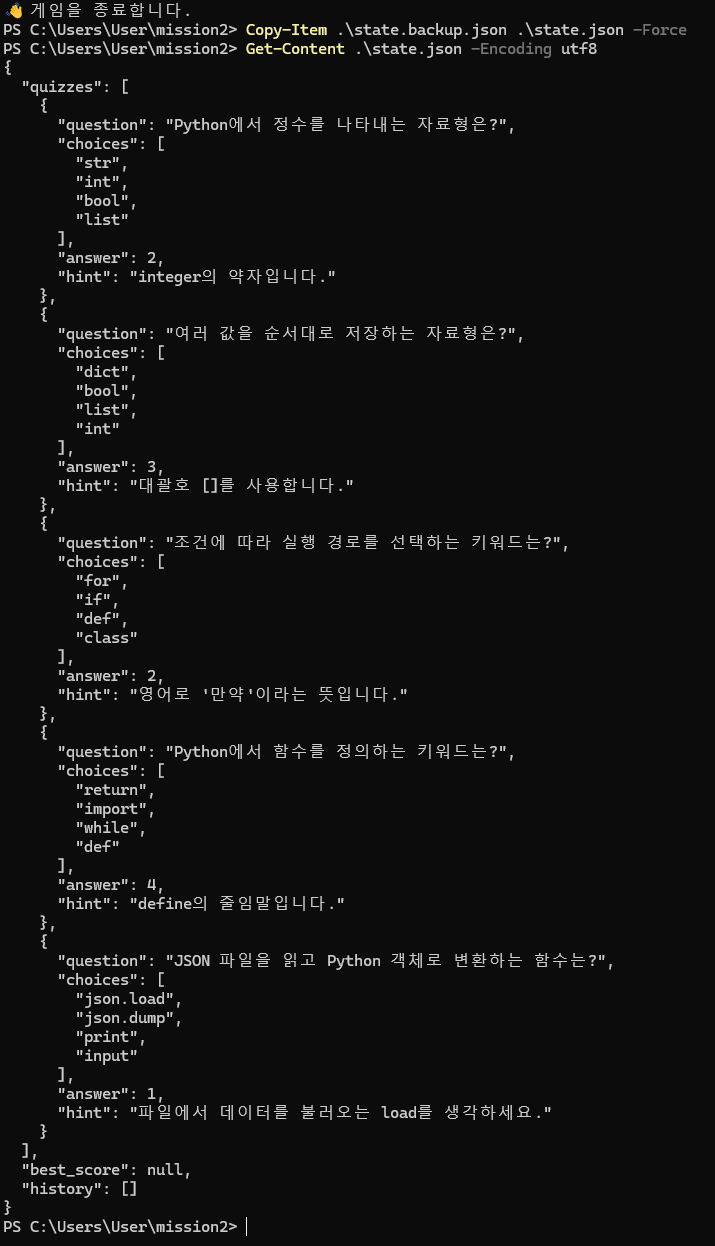 👋 게임을 종료합니다.
PS C:\Users\User\mission2> Copy-Item .\state.backup.json .\state.json -Force
PS C:\Users\User\mission2> Get-Content .\state.json -Encoding utf8
{
  "quizzes": [
    {
      "question": "Python에서 정수를 나타내는 자료형은?",
      "choices": [
        "str",
        "int",
        "bool",
        "list"
      ],
      "answer": 2,
      "hint": "integer의 약자입니다."
    },
    {
      "question": "여러 값을 순서대로 저장하는 자료형은?",
      "choices": [
        "dict",
        "bool",
        "list",
        "int"
      ],
      "answer": 3,
      "hint": "대괄호 []를 사용합니다."
    },
    {
      "question": "조건에 따라 실행 경로를 선택하는 키워드는?",
      "choices": [
        "for",
        "if",
        "def",
        "class"
      ],
      "answer": 2,
      "hint": "영어로 '만약'이라는 뜻입니다."
    },
    {
      "question": "Python에서 함수를 정의하는 키워드는?",
      "choices": [
        "return",
        "import",
        "while",
        "def"
      ],
      "answer": 4,
      "hint": "define의 줄임말입니다."
    },
    {
      "question": "JSON 파일을 읽고 Python 객체로 변환하는 함수는?",
      "choices": [
        "json.load",
        "json.dump",
        "print",
        "input"
      ],
      "answer": 1,
      "hint": "파일에서 데이터를 불러오는 load를 생각하세요."
    }
  ],
  "best_score": null,
  "history": []
}
PS C:\Users\User\mission2>